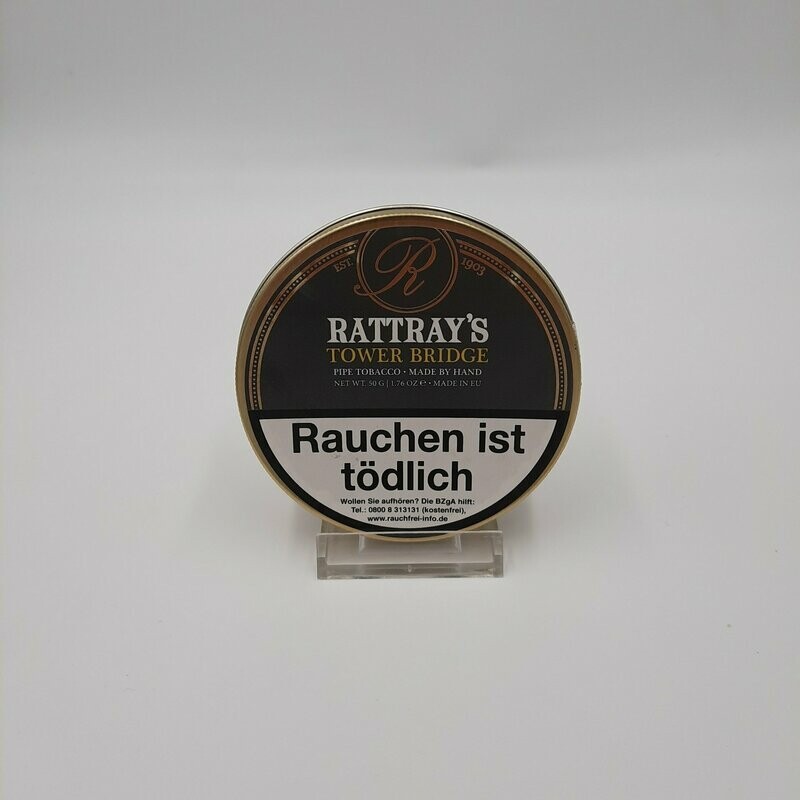 R
EST. 1903
RATTRAY'S
TOWER BRIDGE
PIPE TOBACCO • MADE BY HAND
NET WT. 50 G | 1.76 OZ ℮ • MADE IN EU
Rauchen ist
tödlich
Wollen Sie aufhören? Die BZgA hilft:
Tel.: 0800 8 313131 (kostenfrei),
www.rauchfrei-info.de